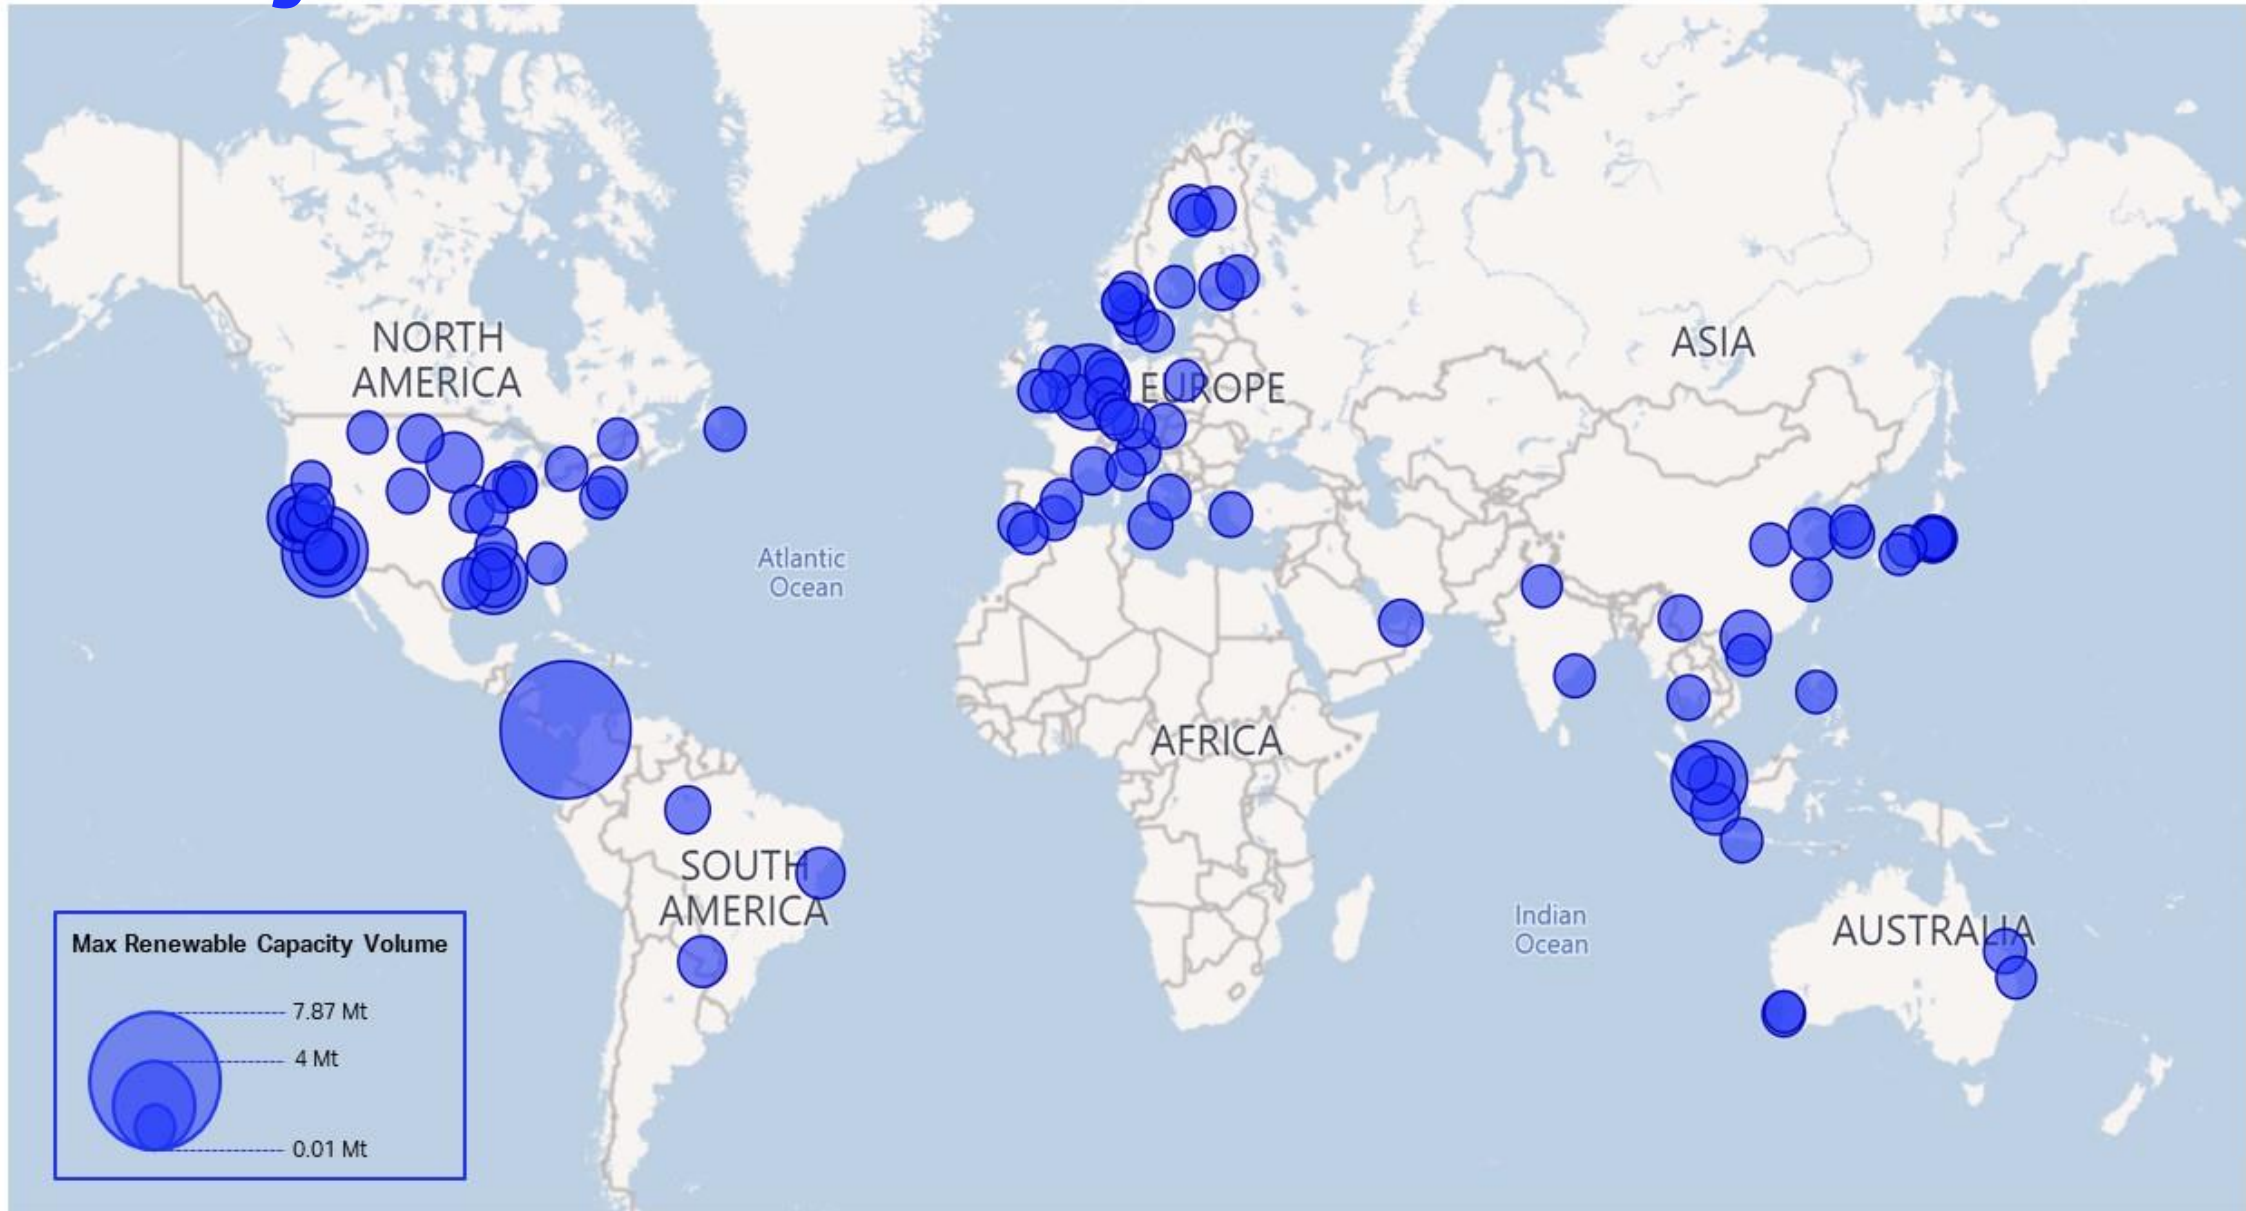 NORTH
AMERICA
ASIA
EUROPE
Atlantic
Ocean
AFRICA
SOUTH
AMERICA
Indian
Ocean
AUSTRALIA
Max Renewable Capacity Volume
7.87 Mt
4 Mt
0.01 Mt